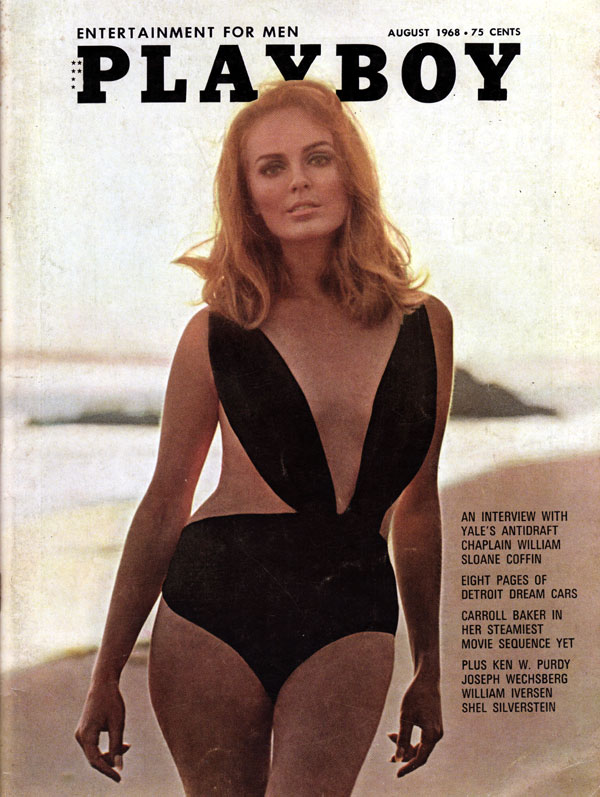 ENTERTAINMENT FOR MEN
AUGUST 1968 • 75 CENTS
PLAYBOY
AN INTERVIEW WITH
YALE'S ANTIDRAFT
CHAPLAIN WILLIAM
SLOANE COFFIN
EIGHT PAGES OF
DETROIT DREAM CARS
CARROLL BAKER IN
HER STEAMIEST
MOVIE SEQUENCE YET
PLUS KEN W. PURDY
JOSEPH WECHSBERG
WILLIAM IVERSEN
SHEL SILVERSTEIN